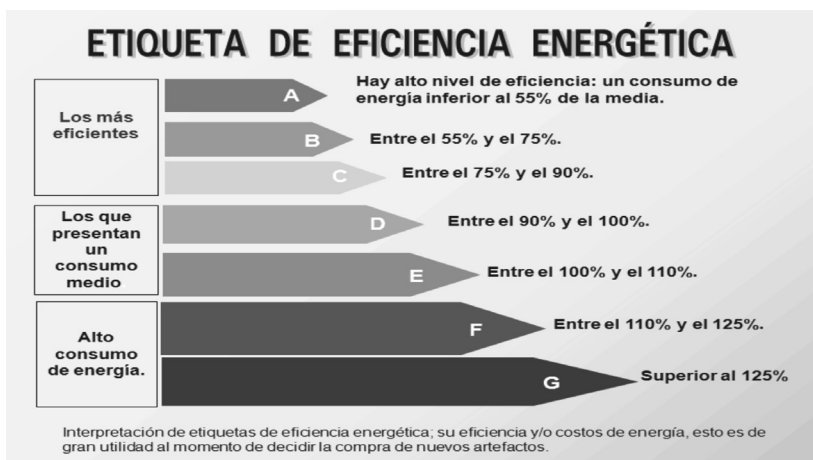 ETIQUETA DE EFICIENCIA ENERGÉTICA
Los más
eficientes
A
Hay alto nivel de eficiencia: un consumo de
energía inferior al 55% de la media.
B
Entre el 55% y el 75%.
C
Entre el 75% y el 90%.
Los que
presentan
un
consumo
medio
D
Entre el 90% y el 100%.
E
Entre el 100% y el 110%.
Alto
consumo
de energía.
F
Entre el 110% y el 125%.
G
Superior al 125%
Interpretación de etiquetas de eficiencia energética; su eficiencia y/o costos de energía, esto es de
gran utilidad al momento de decidir la compra de nuevos artefactos.